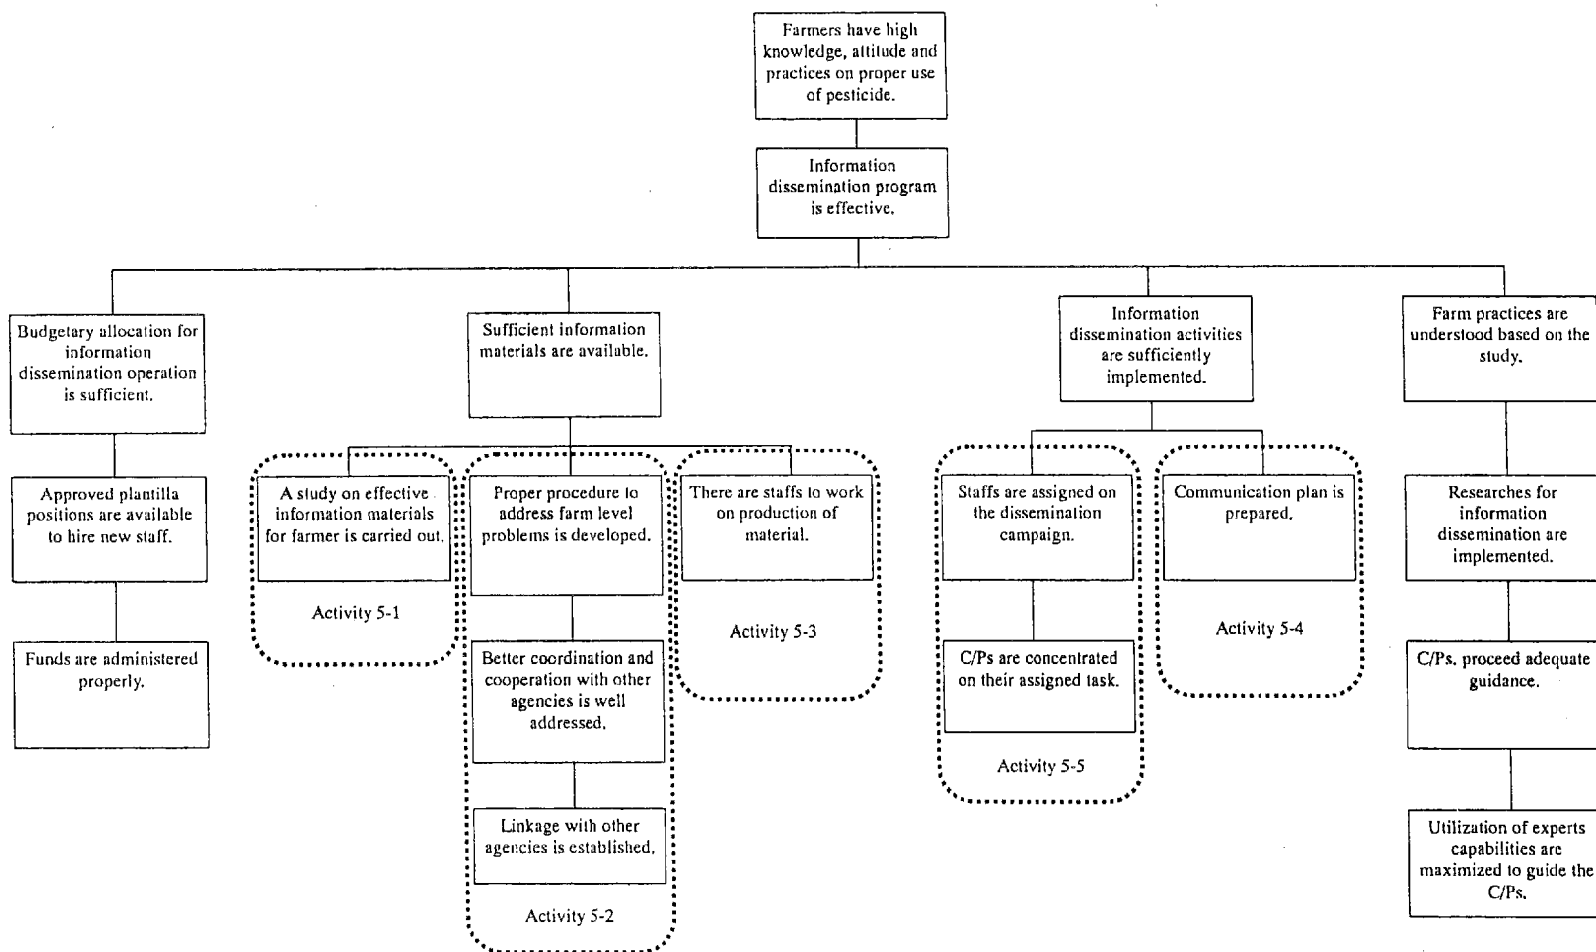 Farmers have high
knowledge, attitude and
practices on proper use
of pesticide.
Information
dissemination program
is effective.
Budgetary allocation for
information
dissemination operation
is sufficient.
Sufficient information
materials are available.
Information
dissemination activities
are sufficiently
implemented.
Farm practices are
understood based on the
study.
Approved plantilla
positions are available
to hire new staff.
A study on effective
information materials
for farmer is carried out.
Proper procedure to
address farm level
problems is developed.
There are staffs to work
on production of
material.
Staffs are assigned on
the dissemination
campaign.
Communication plan is
prepared.
Researches for
information
dissemination are
implemented.
Activity 5-1
Activity 5-3
Activity 5-4
Funds are administered
properly.
Better coordination and
cooperation with other
agencies is well
addressed.
C/Ps are concentrated
on their assigned task.
C/Ps. proceed adequate
guidance.
Activity 5-5
Linkage with other
agencies is established.
Utilization of experts
capabilities are
maximized to guide the
C/Ps.
Activity 5-2